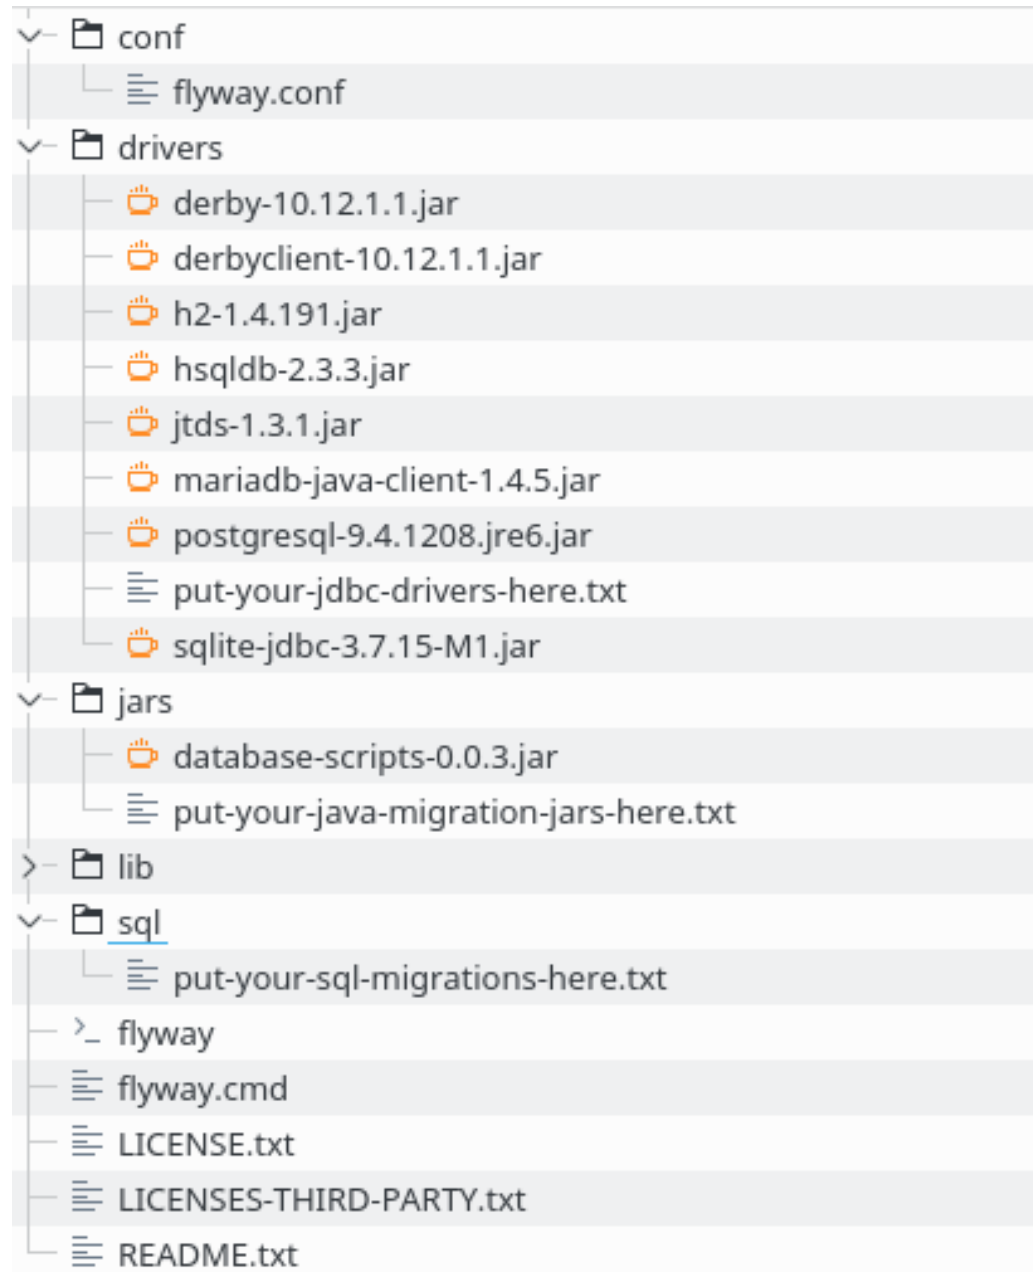 conf
flyway.conf
drivers
derby-10.12.1.1.jar
derbyclient-10.12.1.1.jar
h2-1.4.191.jar
hsqldb-2.3.3.jar
jtds-1.3.1.jar
mariadb-java-client-1.4.5.jar
postgresql-9.4.1208.jre6.jar
put-your-jdbc-drivers-here.txt
sqlite-jdbc-3.7.15-M1.jar
jars
database-scripts-0.0.3.jar
put-your-java-migration-jars-here.txt
lib
sql
put-your-sql-migrations-here.txt
flyway
flyway.cmd
LICENSE.txt
LICENSES-THIRD-PARTY.txt
README.txt